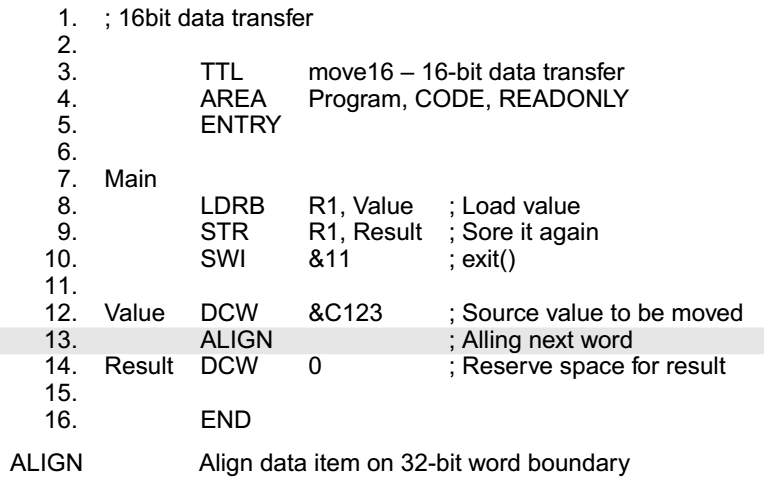 1. ; 16bit data transfer
2.
3. TTL move16 – 16-bit data transfer
4. AREA Program, CODE, READONLY
5. ENTRY
6.
7. Main
8. LDRB R1, Value ; Load value
9. STR R1, Result ; Sore it again
10. SWI &11 ; exit()
11.
12. Value DCW &C123 ; Source value to be moved
13. ALIGN ; Alling next word
14. Result DCW 0 ; Reserve space for result
15.
16. END
ALIGN Align data item on 32-bit word boundary